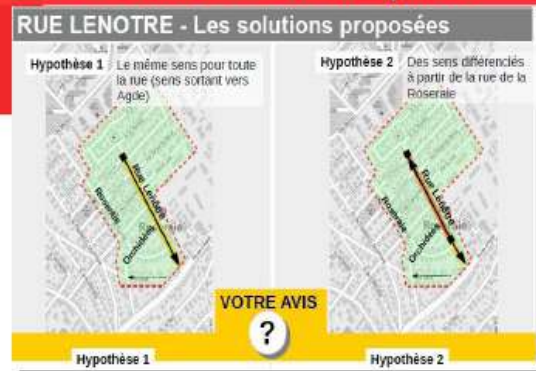 RUE LENOTRE - Les solutions proposées
Hypothèse 1
Le même sens pour toute
la rue (sens sortant vers
Agde)
Hypothèse 2
Des sens différenciés
à partir de la rue de la
Roseraie
Rue Lenôtre
Roseraie
Orchidées
Rue Lenôtre
Roseraie
Orchidées
VOTRE AVIS
?
Hypothèse 1
Hypothèse 2